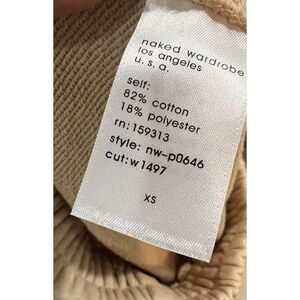 naked wardrobe
los angeles
u. s. a.
self:
82% cotton
18% polyester
rn: 159313
style: nw-p0646
cut: w1497
xs